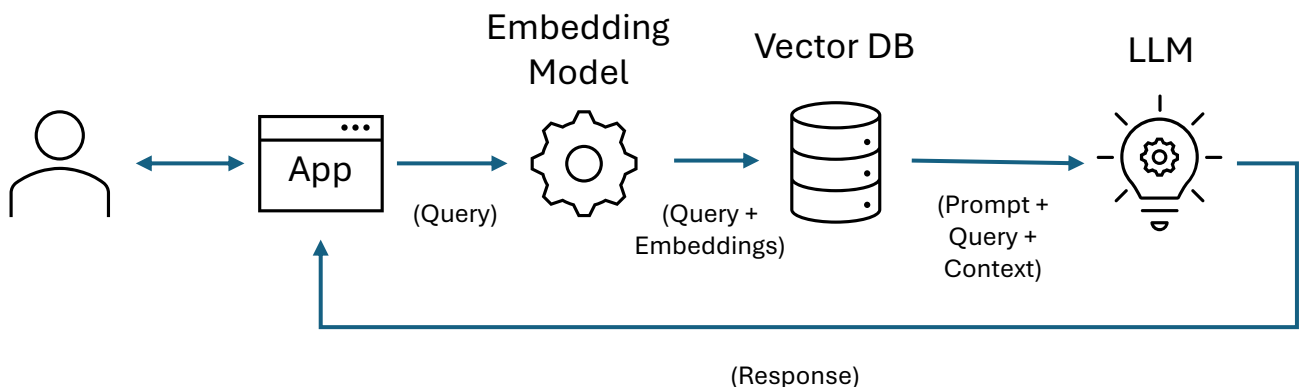 Embedding
Model
Vector DB
LLM
App
(Query)
(Query +
Embeddings)
(Prompt +
Query +
Context)
(Response)